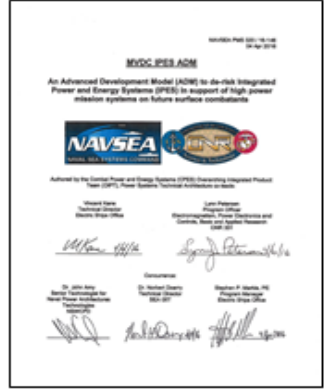 NAVSEA PMS 320 / 16-146
04 Apr 2016
MVDC IPES ADM
An Advanced Development Model (ADM) to de-risk Integrated
Power and Energy Systems (IPES) in support of high power
mission systems on future surface combatants
NAVSEA
NAVAL SEA SYSTEMS COMMAND
ONR
Authored by the Combat Power and Energy Systems (CPES) Overarching Integrated Product
Team (OIPT), Power Systems Technical Architecture co-leads:
Vincent Kane
Technical Director
Electric Ships Office
Lynn Petersen
Program Officer
Electromagnetism, Power Electronics and
Controls, Basic and Applied Research
ONR 331
Concurrence:
Dr. John Amy
Senior Technologist for
Naval Power Architectures
Technologies
Dr. Norbert Doerry
Technical Director
SEA 05T
Stephen P. Markle, PE
Program Manager
Electric Ships Office